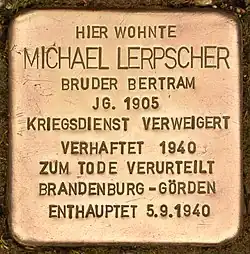 HIER WOHNTE
MICHAEL LERPSCHER
BRUDER BERTRAM
JG. 1905
KRIEGSDIENST VERWEIGERT
VERHAFTET 1940
ZUM TODE VERURTEILT
BRANDENBURG-GÖRDEN
ENTHAUPTET 5.9.1940